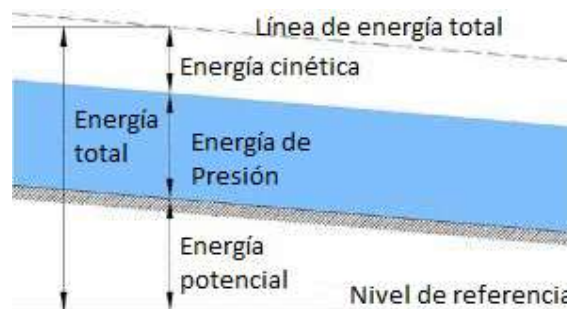 Línea de energía total
Energía cinética
Energía
total
Energía de
Presión
Energía
potencial
Nivel de referencia